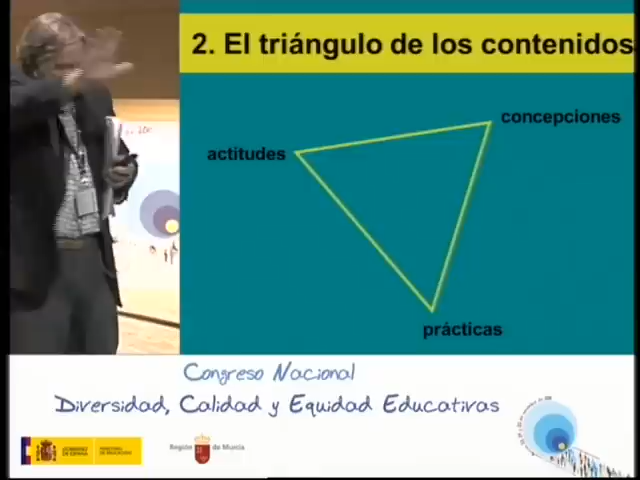 2. El triángulo de los contenidos
concepciones
actitudes
prácticas
Congreso Nacional
Diversidad, Calidad y Equidad Educativas
GOBIERNO
DE ESPAÑA
MINISTERIO
DE EDUCACIÓN
Región de Murcia